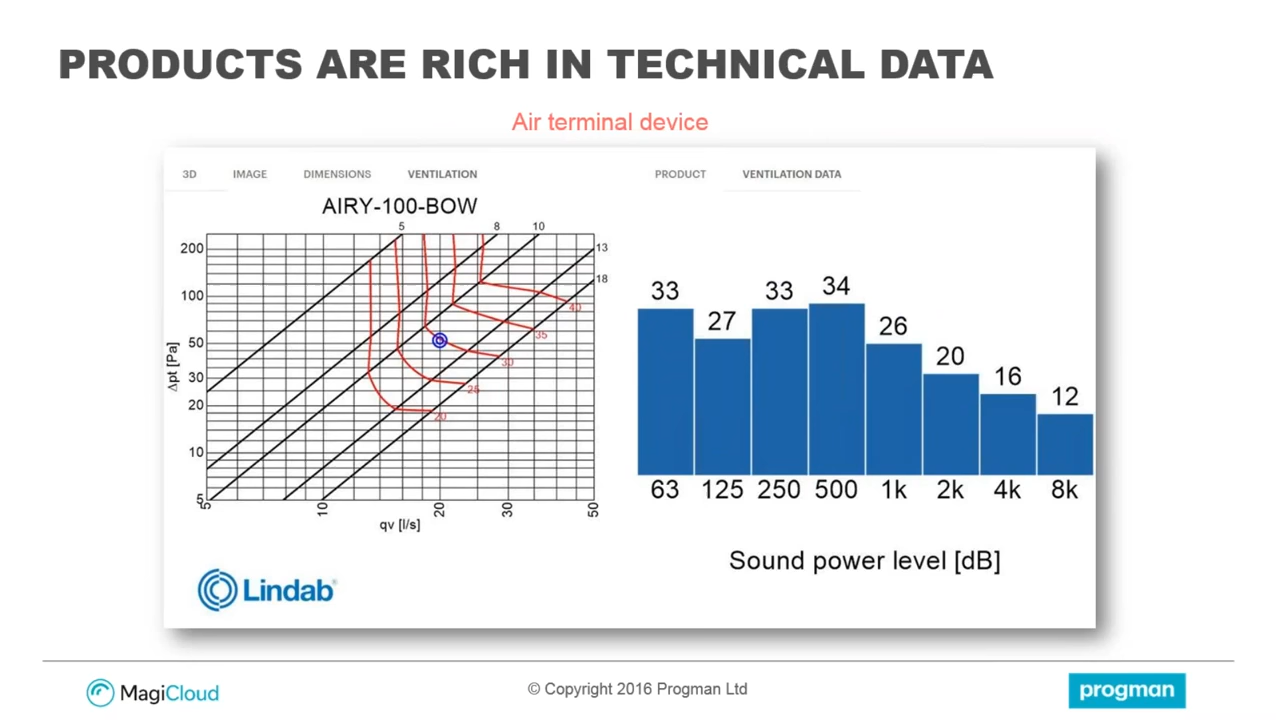 PRODUCTS ARE RICH IN TECHNICAL DATA
Air terminal device
3D IMAGE DIMENSIONS VENTILATION
PRODUCT VENTILATION DATA
AIRY-100-BOW
5 8 10
13
18
200
100
50
30
20
10
5
Δpt [Pa]
40
35
30
25
20
5 10 20 30 50
qv [l/s]
Lindab®
33 27 33 34 26 20 16 12
63 125 250 500 1k 2k 4k 8k
Sound power level [dB]
MagiCloud
© Copyright 2016 Progman Ltd
progman